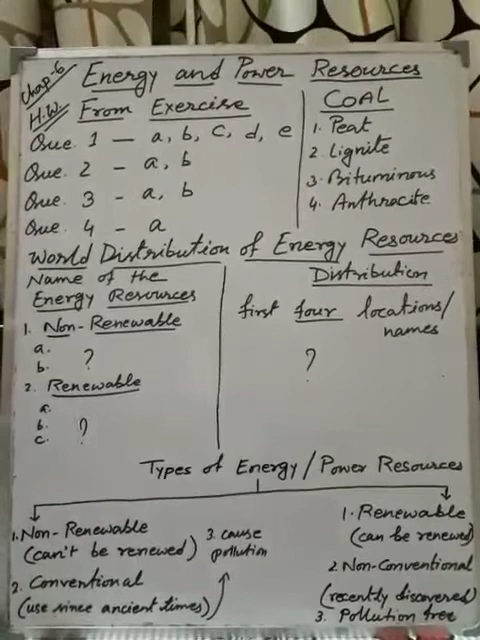 Chap-6
Energy and Power Resources
H.W. From Exercise
Que. 1 — a, b, c, d, e
Que. 2 - a, b
Que. 3 - a, b
Que. 4 - a
COAL
1. Peat
2. Lignite
3. Bituminous
4. Anthracite
World Distribution of Energy Resources
Name of the
Energy Resources
1. Non-Renewable
a.
b. ?
2. Renewable
a.
b. ?
c.
Distribution
first four locations/
names
?
Types of Energy/Power Resources
1. Non-Renewable
(can't be renewed)
2. Conventional
(use since ancient times)
3. cause
pollution
1. Renewable
(can be renewed)
2 Non-Conventional
(recently discovered)
3. Pollution free